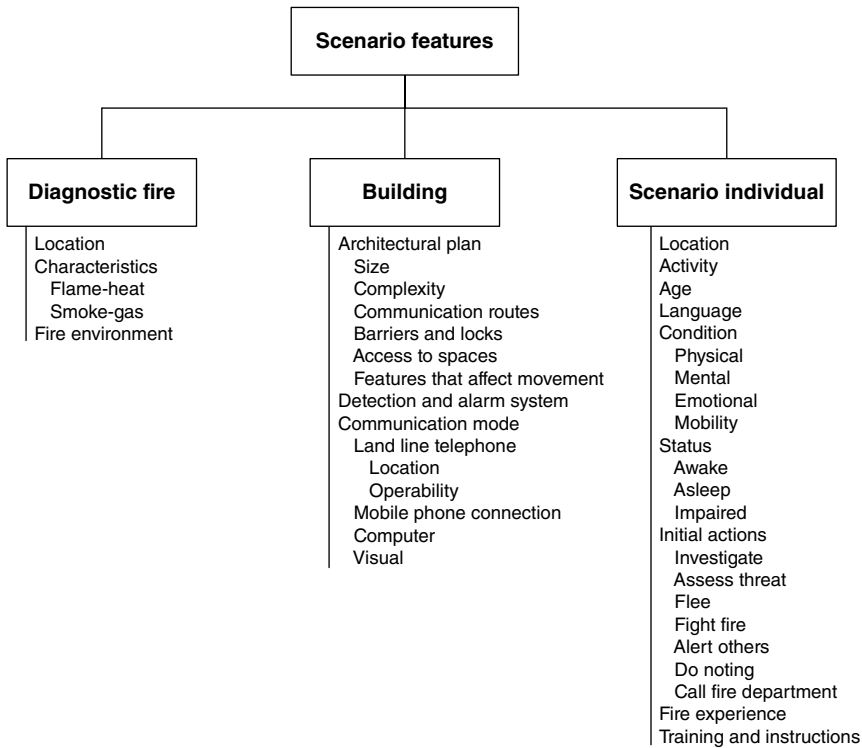 Scenario features
Diagnostic fire
Location
Characteristics
Flame-heat
Smoke-gas
Fire environment
Building
Architectural plan
Size
Complexity
Communication routes
Barriers and locks
Access to spaces
Features that affect movement
Detection and alarm system
Communication mode
Land line telephone
Location
Operability
Mobile phone connection
Computer
Visual
Scenario individual
Location
Activity
Age
Language
Condition
Physical
Mental
Emotional
Mobility
Status
Awake
Asleep
Impaired
Initial actions
Investigate
Assess threat
Flee
Fight fire
Alert others
Do noting
Call fire department
Fire experience
Training and instructions